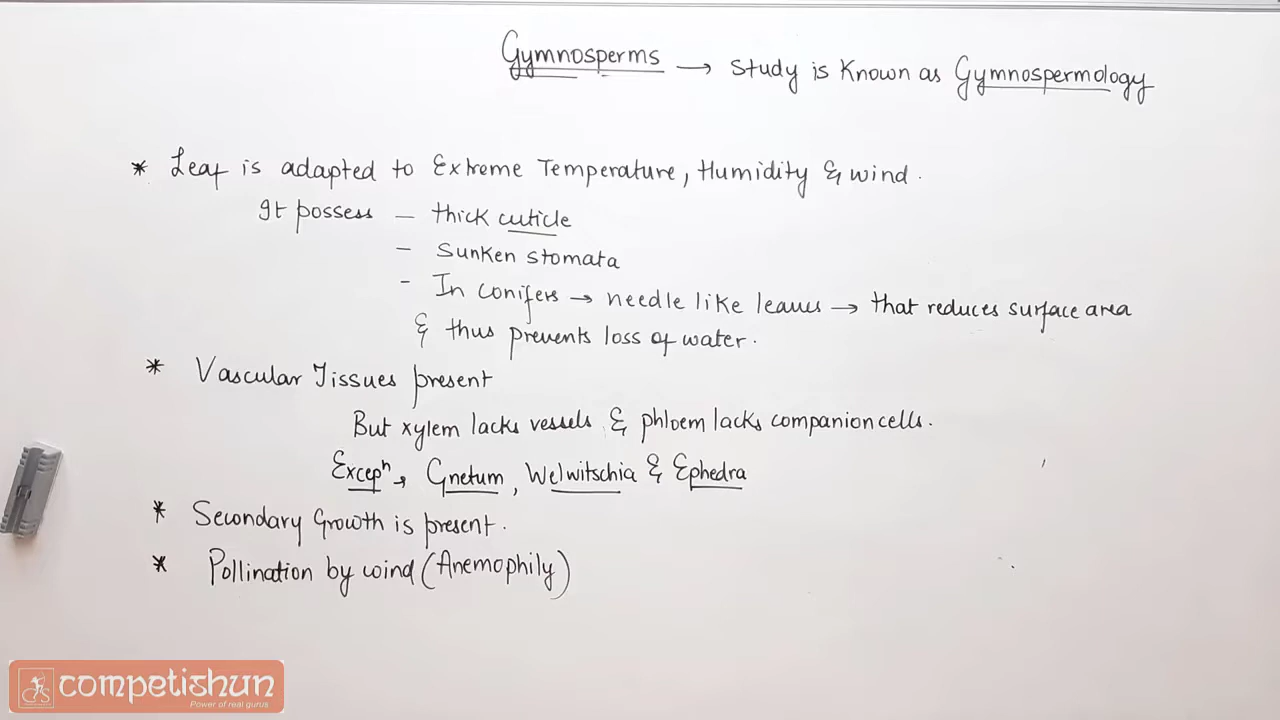 Gymnosperms → Study is Known as Gymnospermology
* Leaf is adapted to Extreme Temperature, Humidity & wind.
It possess – thick cuticle
– Sunken stomata
– In conifers → needle like leaves → that reduces surface area
& thus prevents loss of water.
* Vascular Tissues present
But xylem lacks vessels & phloem lacks companion cells.
Excepⁿ → Gnetum, Welwitschia & Ephedra
* Secondary Growth is present.
* Pollination by wind (Anemophily)
competishun
Power of real gurus